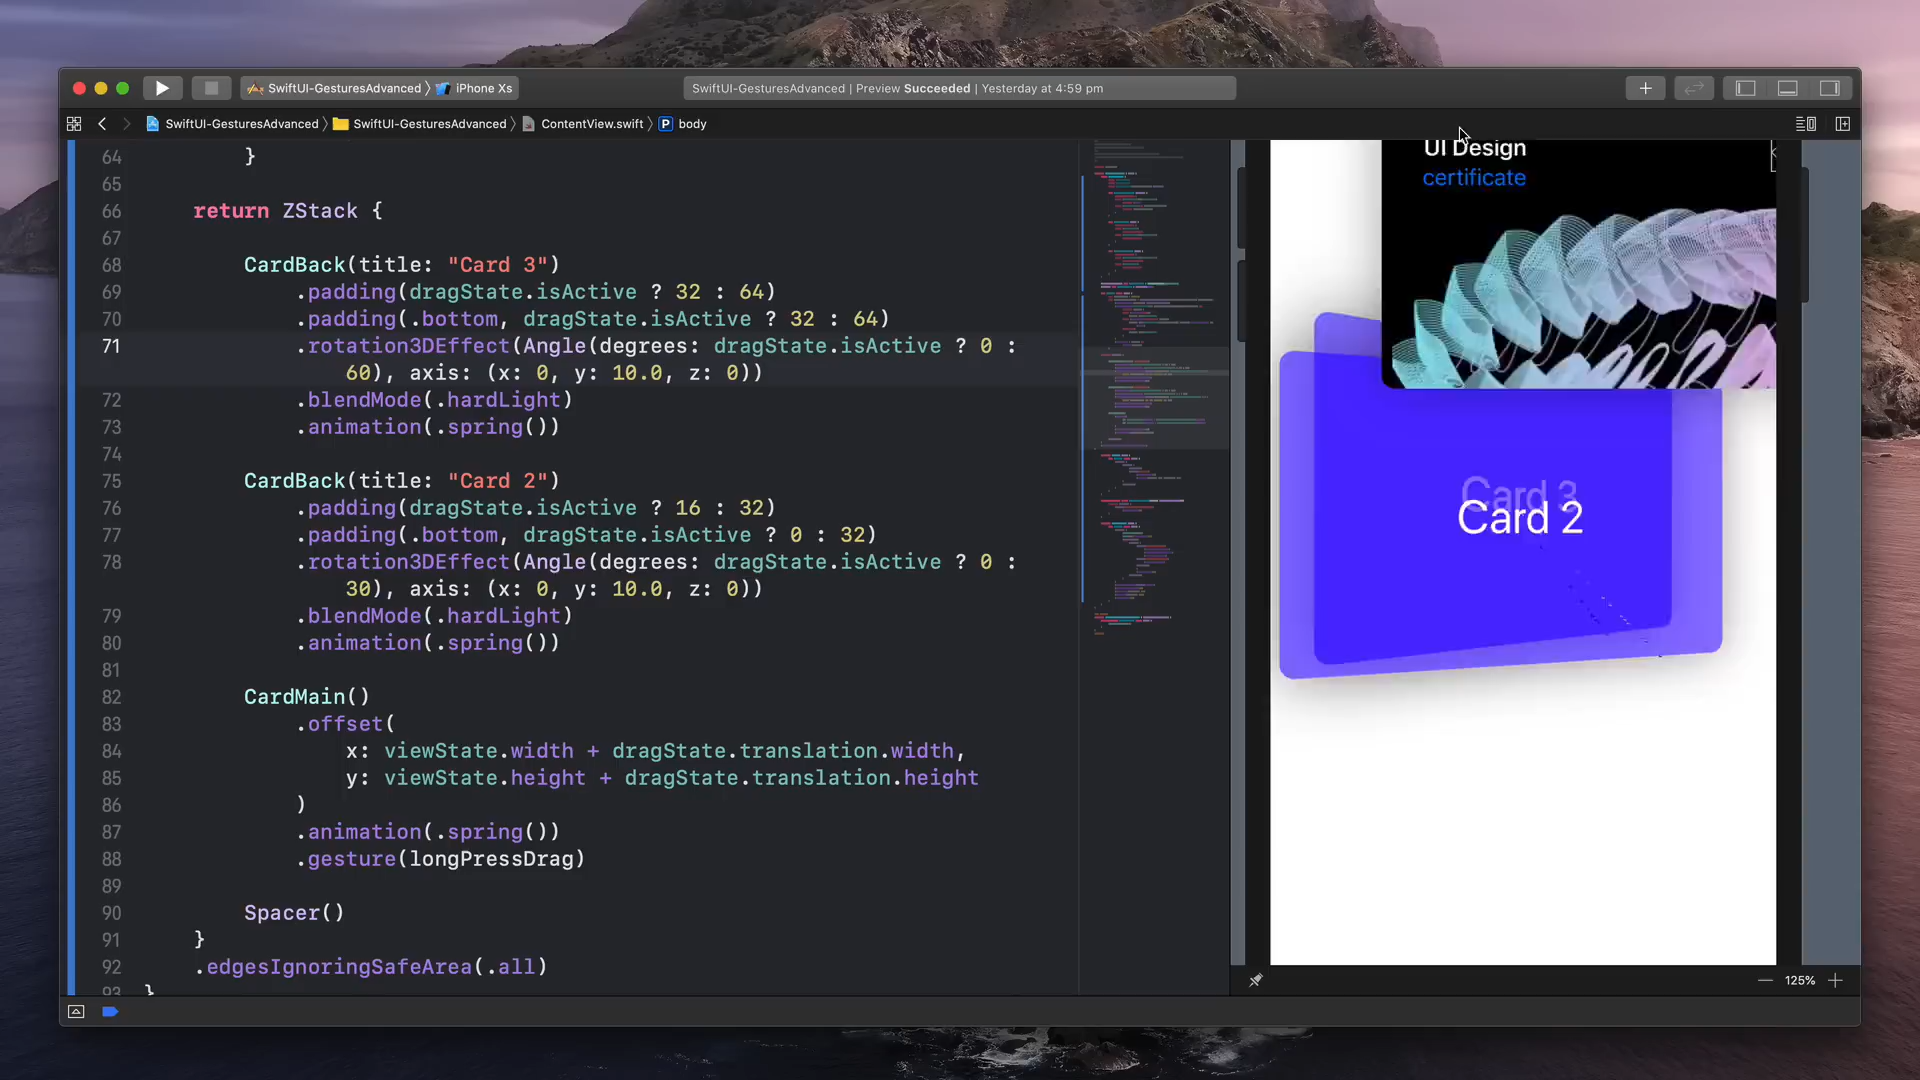 SwiftUI-GesturesAdvanced 〉 iPhone Xs
SwiftUI-GesturesAdvanced | Preview Succeeded | Yesterday at 4:59 pm
SwiftUI-GesturesAdvanced 〉 SwiftUI-GesturesAdvanced 〉 ContentView.swift 〉 P body
64 }
65
66 return ZStack {
67
68 CardBack(title: "Card 3")
69 .padding(dragState.isActive ? 32 : 64)
70 .padding(.bottom, dragState.isActive ? 32 : 64)
71 .rotation3DEffect(Angle(degrees: dragState.isActive ? 0 :
60), axis: (x: 0, y: 10.0, z: 0))
72 .blendMode(.hardLight)
73 .animation(.spring())
74
75 CardBack(title: "Card 2")
76 .padding(dragState.isActive ? 16 : 32)
77 .padding(.bottom, dragState.isActive ? 0 : 32)
78 .rotation3DEffect(Angle(degrees: dragState.isActive ? 0 :
30), axis: (x: 0, y: 10.0, z: 0))
79 .blendMode(.hardLight)
80 .animation(.spring())
81
82 CardMain()
83 .offset(
84 x: viewState.width + dragState.translation.width,
85 y: viewState.height + dragState.translation.height
86 )
87 .animation(.spring())
88 .gesture(longPressDrag)
89
90 Spacer()
91 }
92 .edgesIgnoringSafeArea(.all)
93 }
UI Design
certificate
Card 3
Card 2
125%